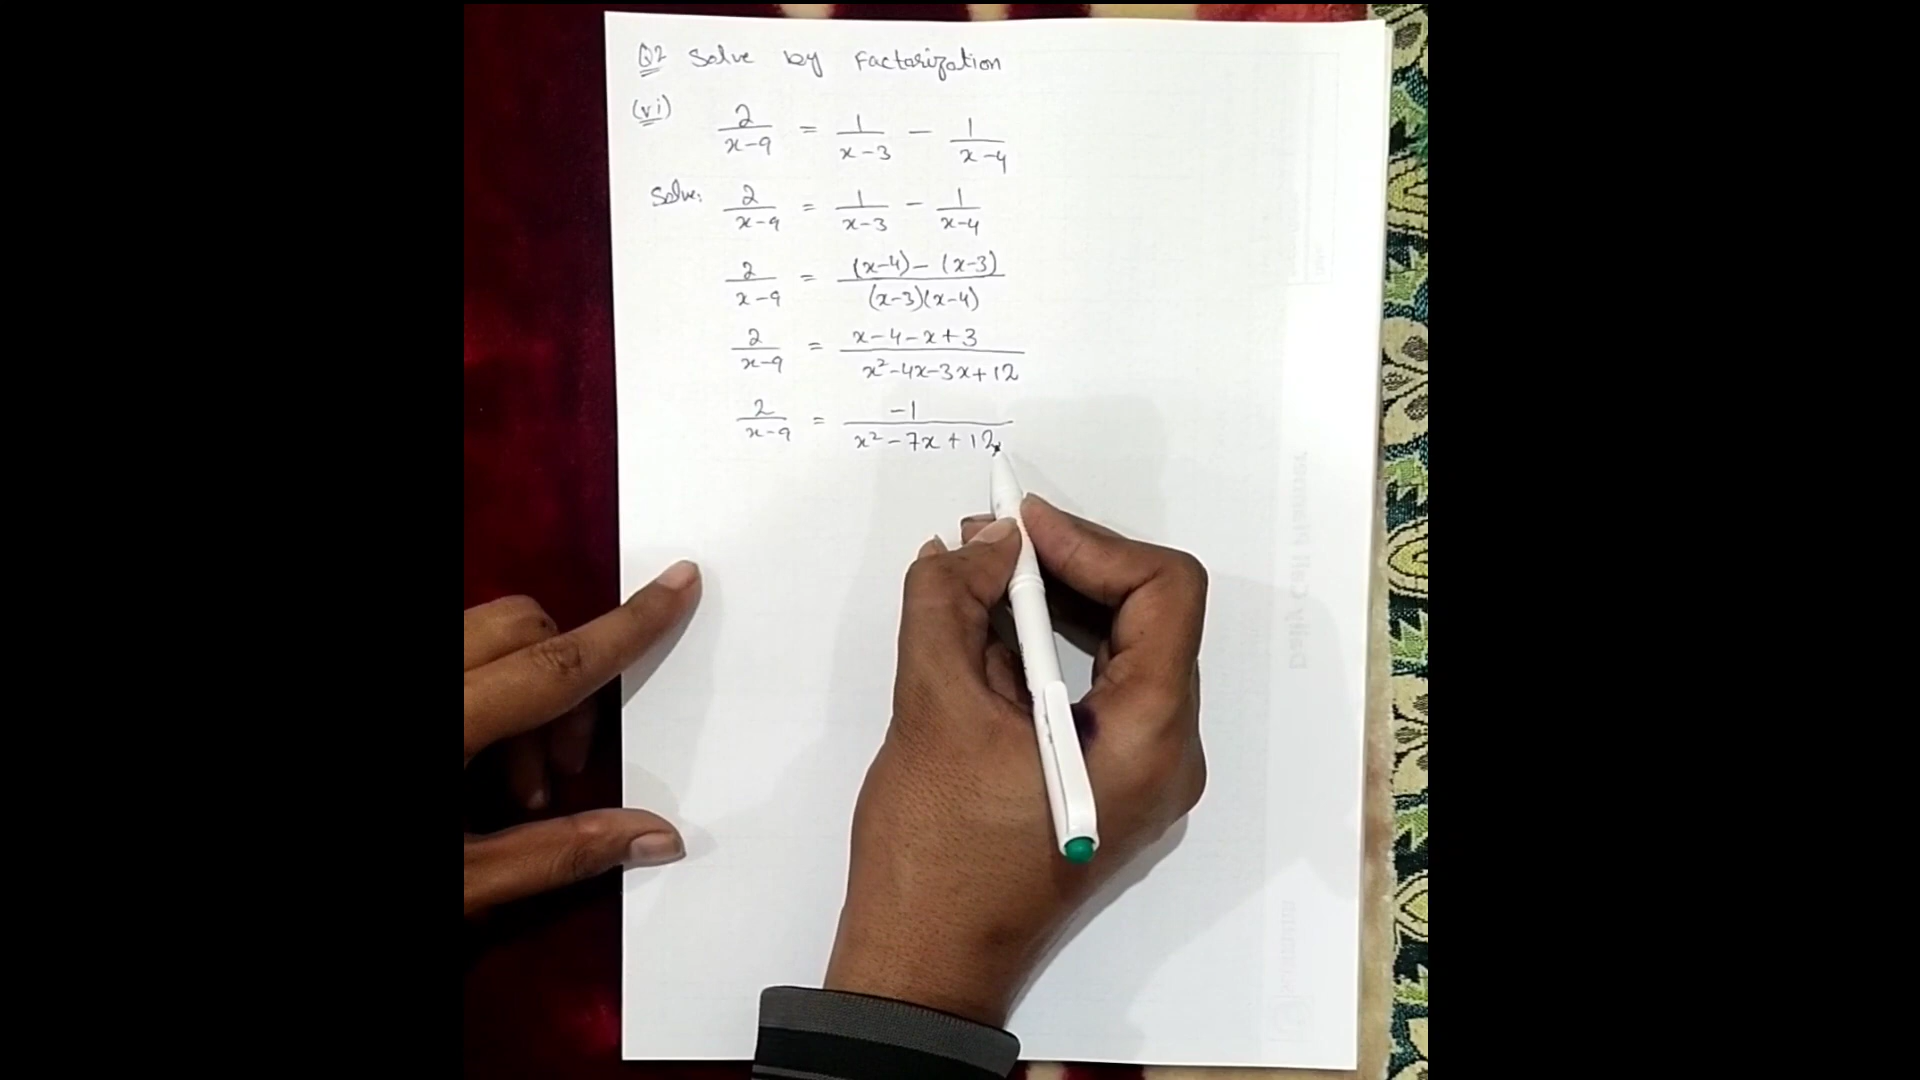 Q2 Solve by Factorization
(vi) 2/(x-9) = 1/(x-3) - 1/(x-4)
Solve: 2/(x-9) = 1/(x-3) - 1/(x-4)
2/(x-9) = ((x-4)-(x-3))/((x-3)(x-4))
2/(x-9) = (x-4-x+3)/(x²-4x-3x+12)
2/(x-9) = -1/(x²-7x+12)